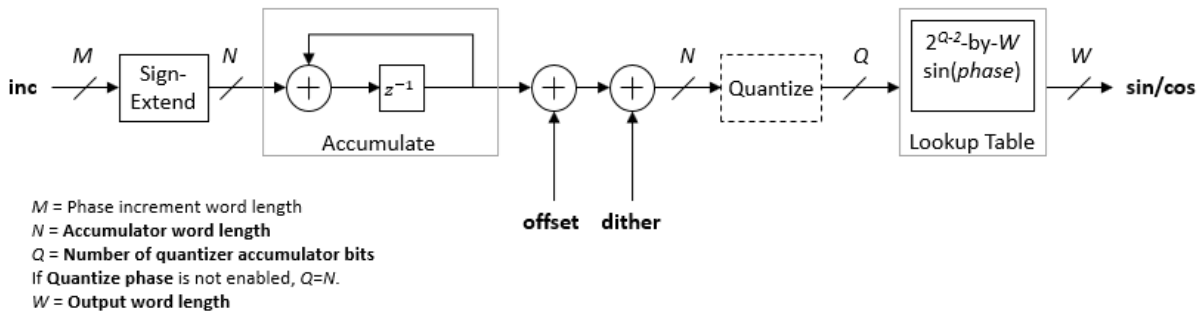 inc
M
Sign-
Extend
N
+
z⁻¹
Accumulate
+
+
offset
dither
N
Quantize
Q
2^{Q-2}-by-W
sin(phase)
Lookup Table
W
sin/cos
M = Phase increment word length
N = Accumulator word length
Q = Number of quantizer accumulator bits
If Quantize phase is not enabled, Q=N.
W = Output word length